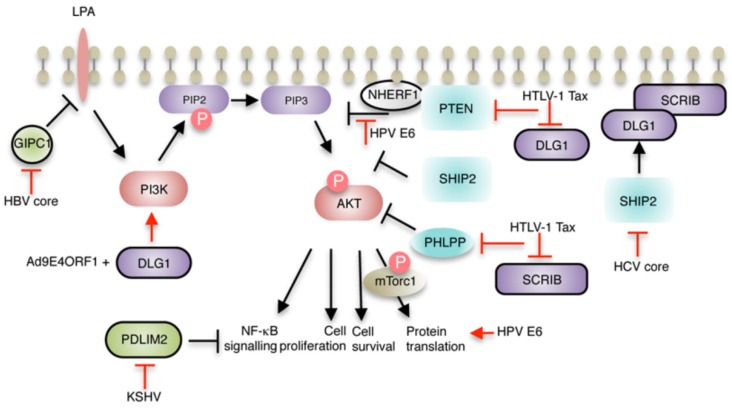 LPA
GIPC1
HBV core
PIP2
P
PIP3
NHERF1
PTEN
HPV E6
HTLV-1 Tax
DLG1
SCRIB
DLG1
PI3K
P
AKT
SHIP2
SHIP2
Ad9E4ORF1 +
DLG1
PHLPP
HTLV-1 Tax
SCRIB
HCV core
P
mTorc1
PDLIM2
KSHV
NF-κB
signalling
Cell
proliferation
Cell
survival
Protein
translation
HPV E6